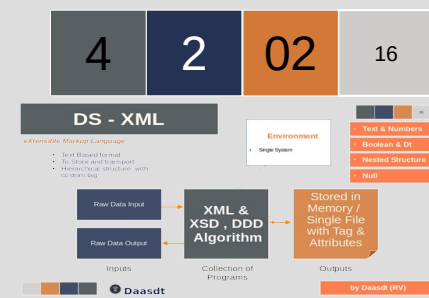 4 2 02 16
DS - XML
eXtensible Markup Language
• Text Based format
• To Store and transport
• Hierarchical structure with
custom tag
Environment
• Single System
• Text & Numbers
• Boolean & Dt
• Nested Structure
• Null
Raw Data Input
Raw Data Output
XML &
XSD , DDD
Algorithm
Stored in
Memory /
Single File
with Tag &
Attributes
Inputs
Collection of
Programs
Outputs
Daasdt
by Daasdt (RV)